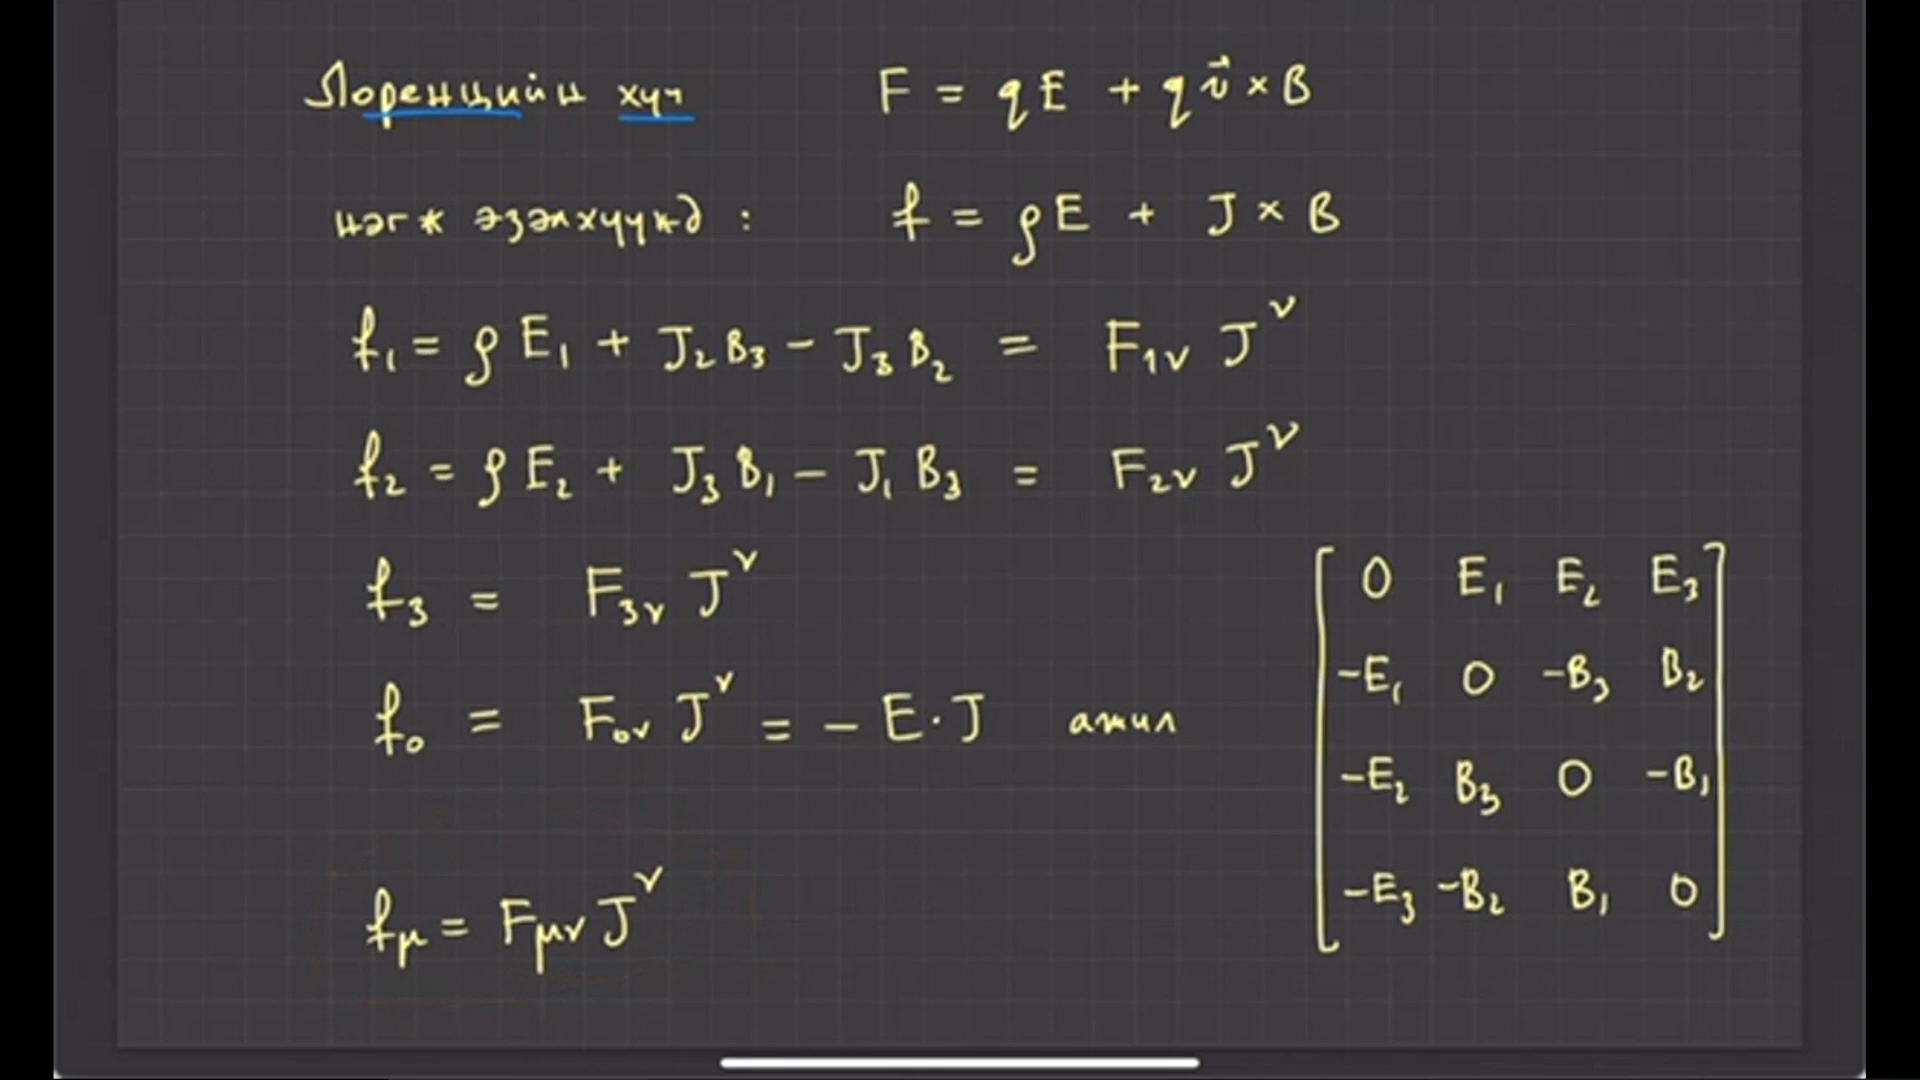 Лоренцийн хүч F = qE + qv⃗ × B
нэгж эзэлхүүнд : f = ρE + J × B
f₁ = ρE₁ + J₂B₃ − J₃B₂ = F₁ᵥ J^ν
f₂ = ρE₂ + J₃B₁ − J₁B₃ = F₂ᵥ J^ν
f₃ = F₃ᵥ J^ν
f₀ = F₀ᵥ J^ν = − E · J ажил
f_μ = F_μν J^ν
0 E₁ E₂ E₃
−E₁ 0 −B₃ B₂
−E₂ B₃ 0 −B₁
−E₃ −B₂ B₁ 0